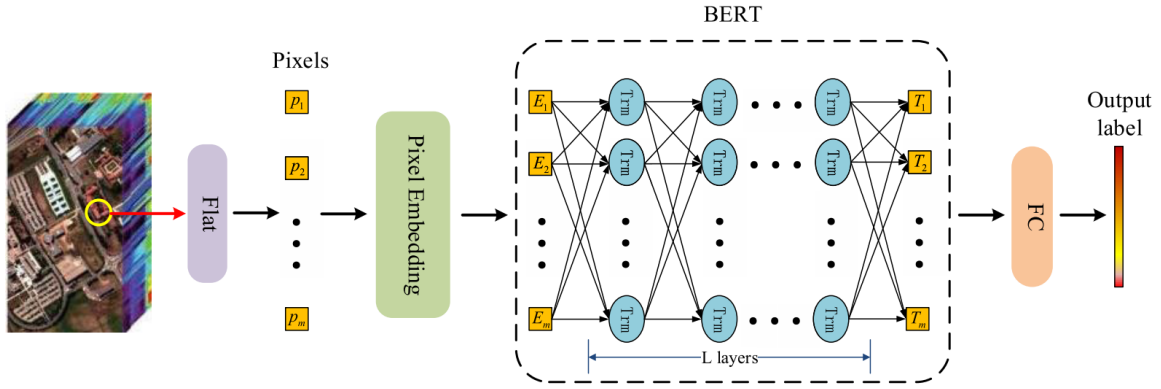 BERT
Pixels
p1
p2
pm
Flat
Pixel Embedding
E1
E2
Em
Trm Trm Trm
Trm Trm Trm
Trm Trm Trm
T1
T2
Tm
L layers
FC
Output
label